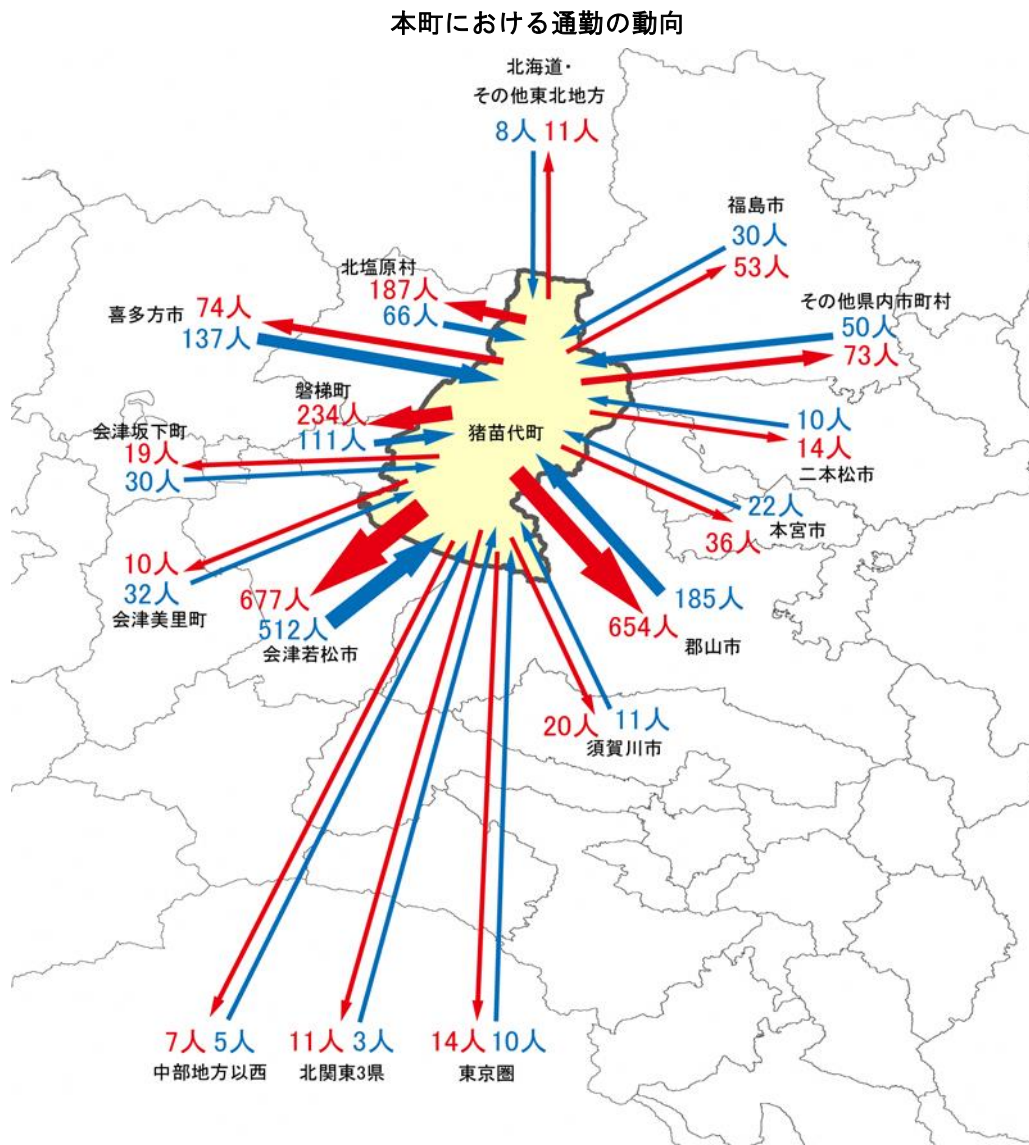 本町における通勤の動向
北海道・
その他東北地方
8人 11人
福島市
30人
53人
北塩原村
187人
66人
その他県内市町村
50人
73人
喜多方市
74人
137人
磐梯町
234人
111人
猪苗代町
10人
14人
二本松市
会津坂下町
19人
30人
22人
本宮市
36人
10人
32人
会津美里町
677人
512人
会津若松市
185人
654人
郡山市
20人 11人
須賀川市
7人 5人
中部地方以西
11人 3人
北関東3県
14人 10人
東京圏